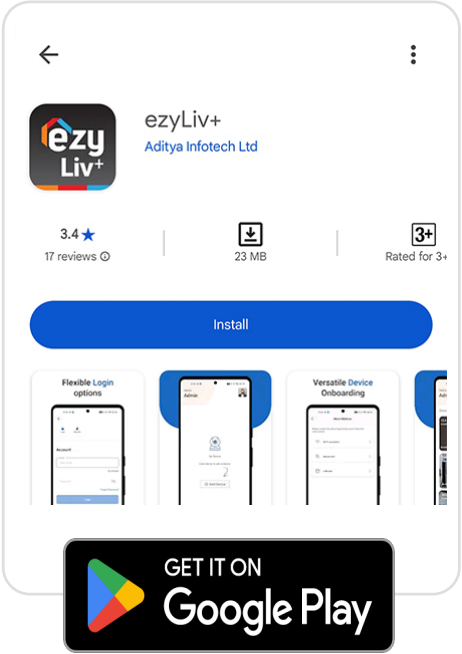 ezyLiv+
Aditya Infotech Ltd
ezy
Liv+
3.4★
17 reviews
23 MB
3+
Rated for 3+
Install
Flexible Login
options
Account
Admin
Versatile Device
Onboarding
GET IT ON
Google Play